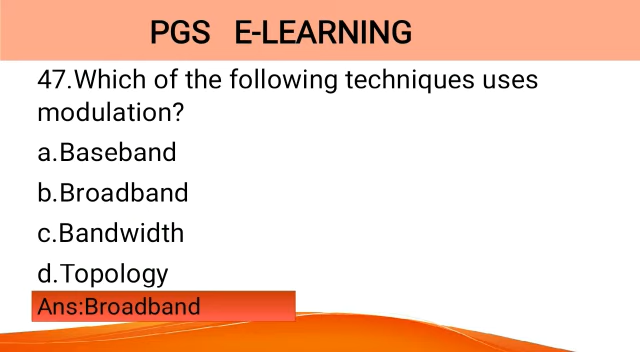 PGS E-LEARNING
47.Which of the following techniques uses
modulation?
a.Baseband
b.Broadband
c.Bandwidth
d.Topology
Ans:Broadband